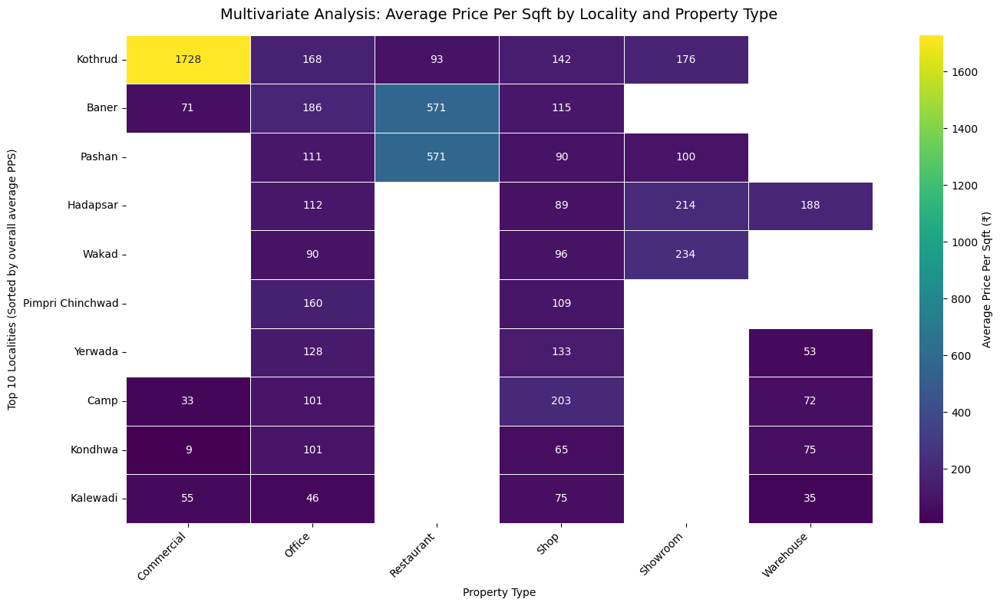 Multivariate Analysis: Average Price Per Sqft by Locality and Property Type
Top 10 Localities (Sorted by overall average PPS)
Kothrud 1728 168 93 142 176
Baner 71 186 571 115
Pashan 111 571 90 100
Hadapsar 112 89 214 188
Wakad 90 96 234
Pimpri Chinchwad 160 109
Yerwada 128 133 53
Camp 33 101 203 72
Kondhwa 9 101 65 75
Kalewadi 55 46 75 35
Commercial Office Restaurant Shop Showroom Warehouse
Property Type
1600
1400
1200
1000
800
600
400
200
Average Price Per Sqft (₹)